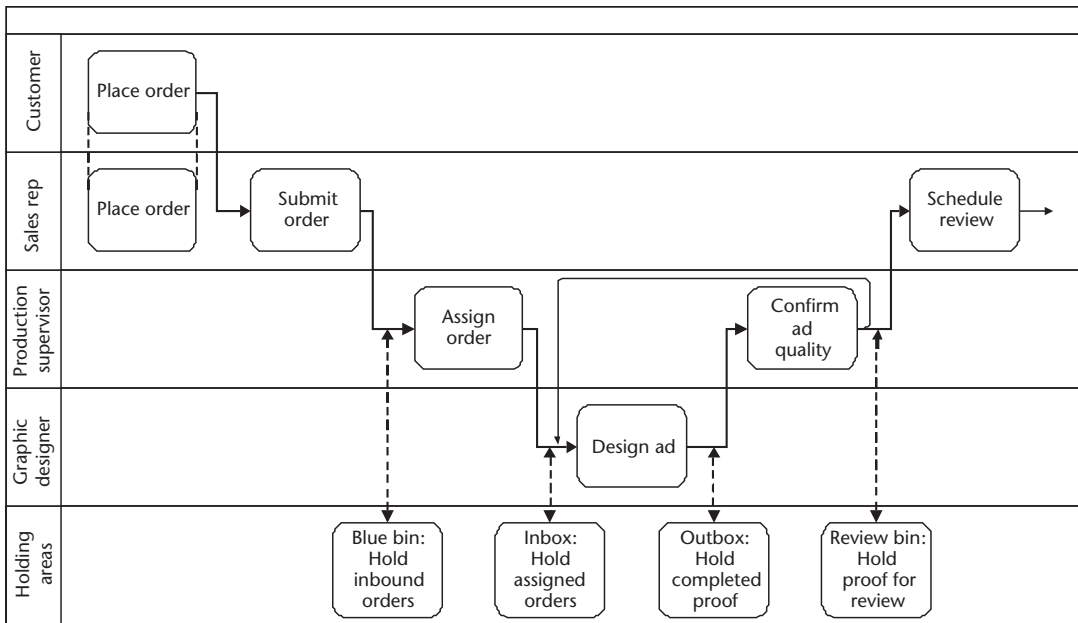 Customer
Place order
Sales rep
Place order
Submit
order
Schedule
review
Production
supervisor
Assign
order
Confirm
ad
quality
Graphic
designer
Design ad
Holding
areas
Blue bin:
Hold
inbound
orders
Inbox:
Hold
assigned
orders
Outbox:
Hold
completed
proof
Review bin:
Hold
proof for
review